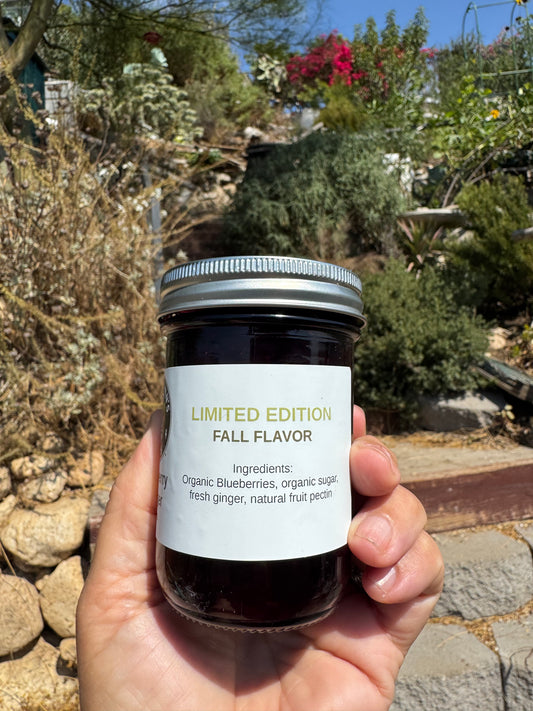 LIMITED EDITION
FALL FLAVOR
Ingredients:
Organic Blueberries, organic sugar,
fresh ginger, natural fruit pectin